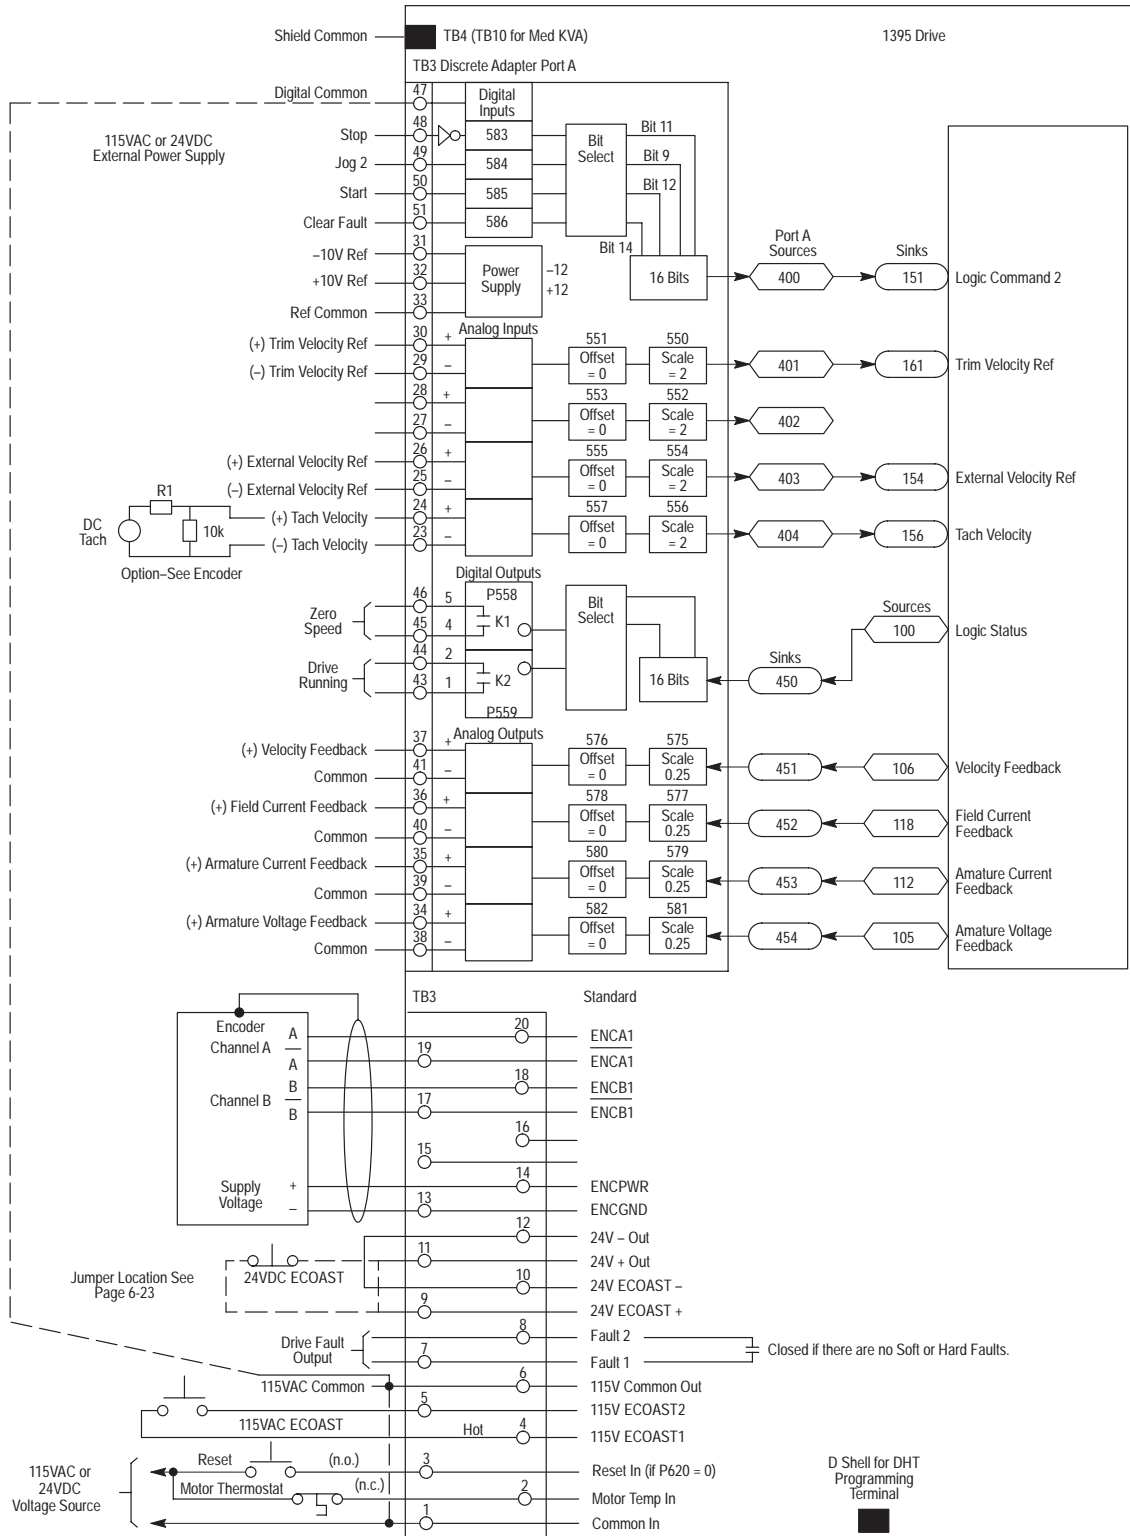 Shield Common
TB4 (TB10 for Med KVA)
1395 Drive
TB3 Discrete Adapter Port A
Digital Common
47
Digital
Inputs
115VAC or 24VDC
External Power Supply
Stop
48
583
Bit
Select
Bit 11
Jog 2
49
584
Bit 9
Start
50
585
Bit 12
Clear Fault
51
586
Bit 14
–10V Ref
31
+10V Ref
32
Power
Supply
–12
+12
Ref Common
33
16 Bits
Port A
Sources
400
Sinks
151
Logic Command 2
Analog Inputs
(+) Trim Velocity Ref
30
+
(–) Trim Velocity Ref
29
–
551
Offset
= 0
550
Scale
= 2
401
161
Trim Velocity Ref
28
+
27
–
553
Offset
= 0
552
Scale
= 2
402
(+) External Velocity Ref
26
+
(–) External Velocity Ref
25
–
555
Offset
= 0
554
Scale
= 2
403
154
External Velocity Ref
R1
DC
Tach
10k
(+) Tach Velocity
24
+
(–) Tach Velocity
23
–
557
Offset
= 0
556
Scale
= 2
404
156
Tach Velocity
Option–See Encoder
Digital Outputs
Zero
Speed
46
5
P558
K1
45
4
Bit
Select
Drive
Running
44
2
K2
43
1
P559
16 Bits
Sinks
450
Sources
100
Logic Status
Analog Outputs
(+) Velocity Feedback
37
+
Common
41
–
576
Offset
= 0
575
Scale
0.25
451
106
Velocity Feedback
(+) Field Current Feedback
36
+
Common
40
–
578
Offset
= 0
577
Scale
0.25
452
118
Field Current
Feedback
(+) Armature Current Feedback
35
+
Common
39
–
580
Offset
= 0
579
Scale
0.25
453
112
Amature Current
Feedback
(+) Armature Voltage Feedback
34
+
Common
38
–
582
Offset
= 0
581
Scale
0.25
454
105
Amature Voltage
Feedback
TB3
Standard
Encoder
Channel A
A
20
ENCA1
A
19
ENCA1
Channel B
B
18
ENCB1
B
17
ENCB1
16
15
Supply
Voltage
+
14
ENCPWR
–
13
ENCGND
12
24V – Out
11
24V + Out
Jumper Location See
Page 6-23
24VDC ECOAST
10
24V ECOAST –
9
24V ECOAST +
Drive Fault
Output
8
Fault 2
7
Fault 1
Closed if there are no Soft or Hard Faults.
115VAC Common
6
115V Common Out
5
115V ECOAST2
115VAC ECOAST
Hot
4
115V ECOAST1
115VAC or
24VDC
Voltage Source
Reset
(n.o.)
3
Reset In (if P620 = 0)
Motor Thermostat
(n.c.)
2
Motor Temp In
1
Common In
D Shell for DHT
Programming
Terminal